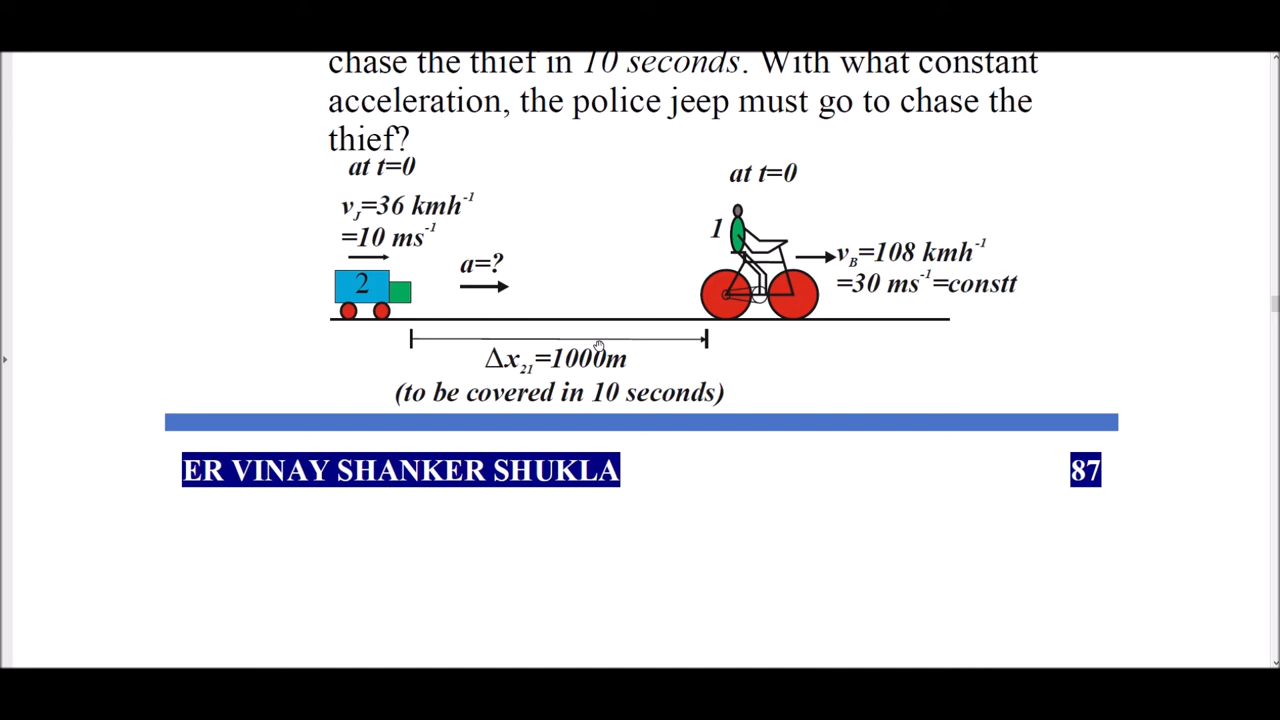 chase the thief in 10 seconds. With what constant
acceleration, the police jeep must go to chase the
thief?
at t=0
at t=0
vJ=36 kmh-1
=10 ms-1
1
2
a=?
vB=108 kmh-1
=30 ms-1=constt
Δx21=1000m
(to be covered in 10 seconds)
ER VINAY SHANKER SHUKLA
87